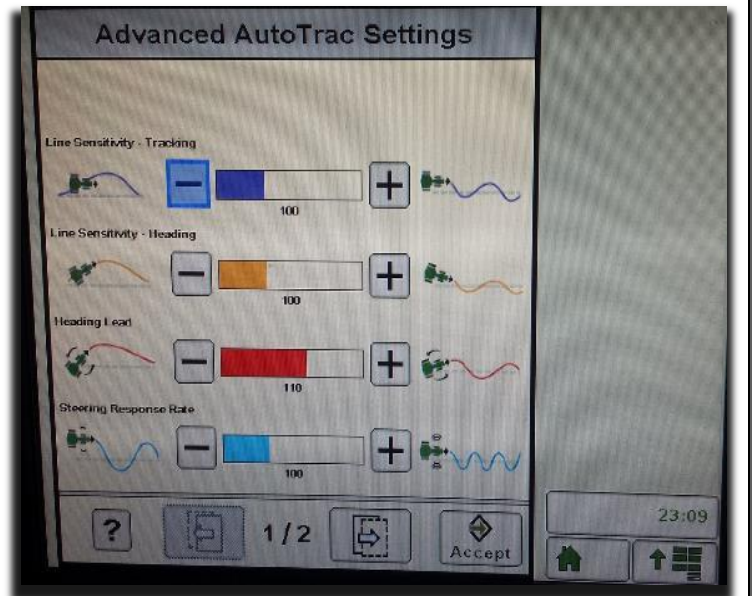 Advanced AutoTrac Settings
Line Sensitivity - Tracking
100
Line Sensitivity - Heading
100
Heading Lead
110
Steering Response Rate
100
?
1/2
Accept
23:09